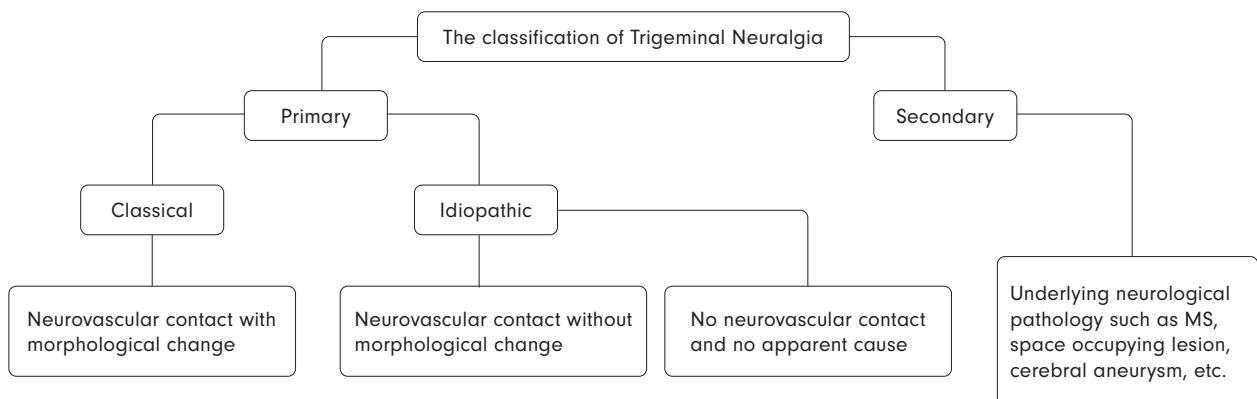 The classification of Trigeminal Neuralgia
Primary
Secondary
Classical
Idiopathic
Neurovascular contact with
morphological change
Neurovascular contact without
morphological change
No neurovascular contact
and no apparent cause
Underlying neurological
pathology such as MS,
space occupying lesion,
cerebral aneurysm, etc.